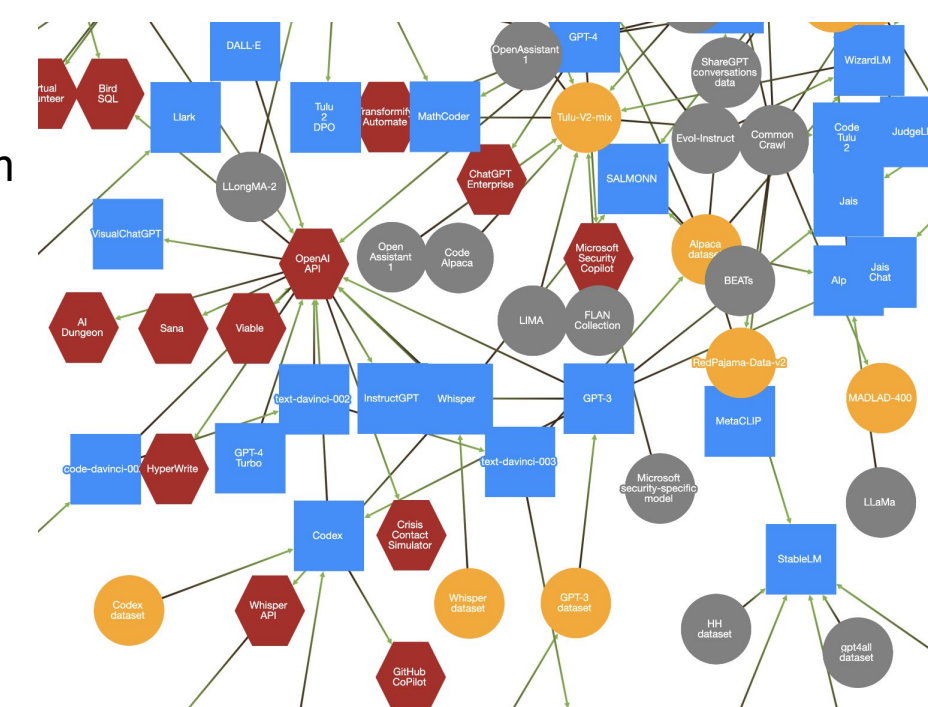 n
DALL·E
OpenAssistant
1
GPT-4
ShareGPT
conversations
data
WizardLM
rtual
unteer
Bird
SQL
Llark
Tulu
2
DPO
Transformify
Automate
MathCoder
Tulu-V2-mix
Evol-Instruct
Common
Crawl
Code
Tulu
2
JudgeL
LLongMA-2
ChatGPT
Enterprise
SALMONN
Jais
VisualChatGPT
OpenAI
API
Open
Assistant
1
Code
Alpaca
Microsoft
Security
Copilot
Alpaca
datase
BEATs
Alp
Jais
Chat
AI
Dungeon
Sana
Viable
LIMA
FLAN
Collection
RedPajama-Data-v2
text-davinci-002
InstructGPT
Whisper
GPT-3
MADLAD-400
MetaCLIP
code-davinci-00
HyperWrite
GPT-4
Turbo
text-davinci-003
Microsoft
security-specific
model
LLaMa
Codex
Crisis
Contact
Simulator
StableLM
Codex
dataset
Whisper
API
Whisper
dataset
GPT-3
dataset
HH
dataset
gpt4all
dataset
GitHub
CoPilot